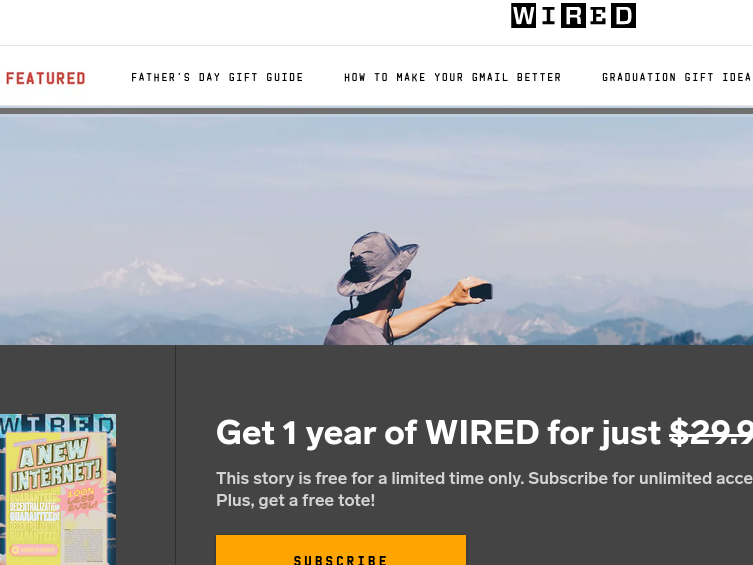 WIRED
FEATURED FATHER'S DAY GIFT GUIDE HOW TO MAKE YOUR GMAIL BETTER GRADUATION GIFT IDEA
WIRED
A NEW
INTERNET!
100%
LESS
EVIL!
GUARANTEED
DECENTRALIZATION
GUARANTEED
Get 1 year of WIRED for just $29.9
This story is free for a limited time only. Subscribe for unlimited acce
Plus, get a free tote!
SUBSCRIBE